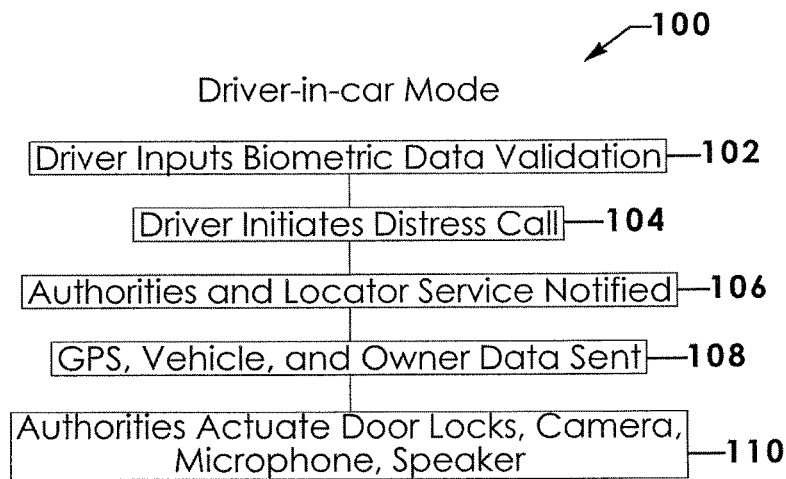 100
Driver-in-car Mode
Driver Inputs Biometric Data Validation 102
Driver Initiates Distress Call 104
Authorities and Locator Service Notified 106
GPS, Vehicle, and Owner Data Sent 108
Authorities Actuate Door Locks, Camera,
Microphone, Speaker 110